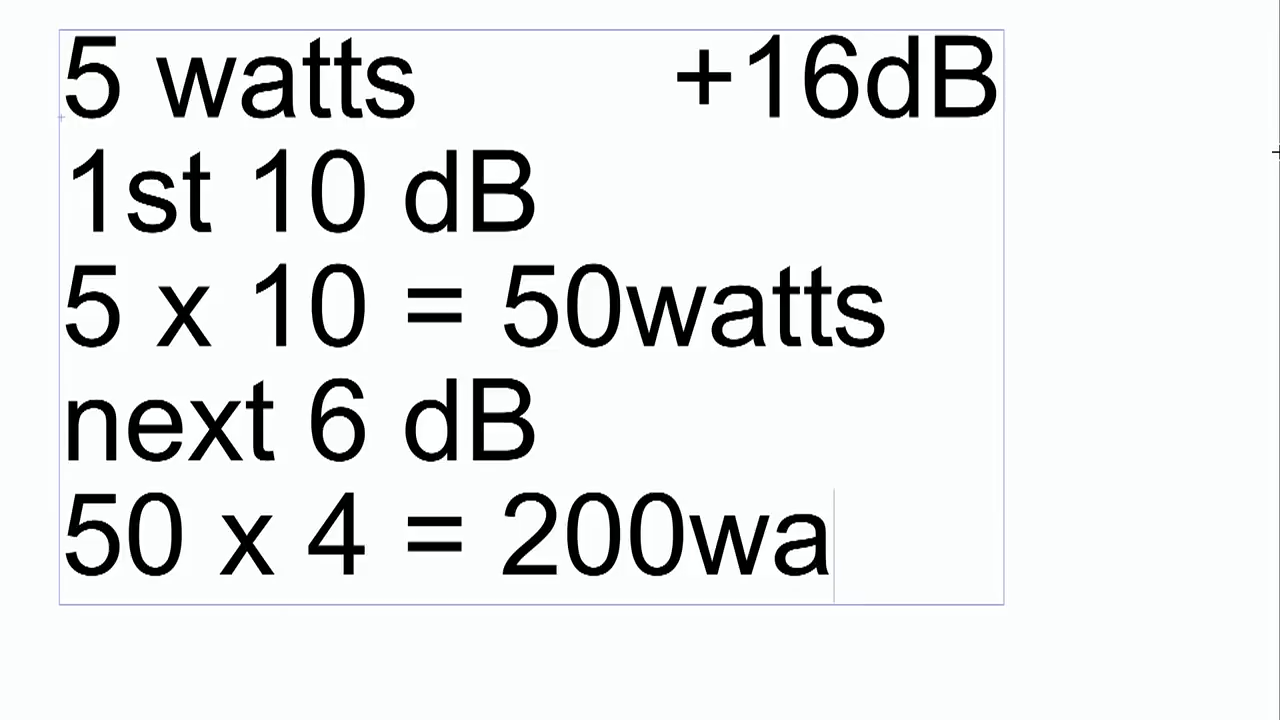 5 watts +16dB
1st 10 dB
5 x 10 = 50watts
next 6 dB
50 x 4 = 200wa